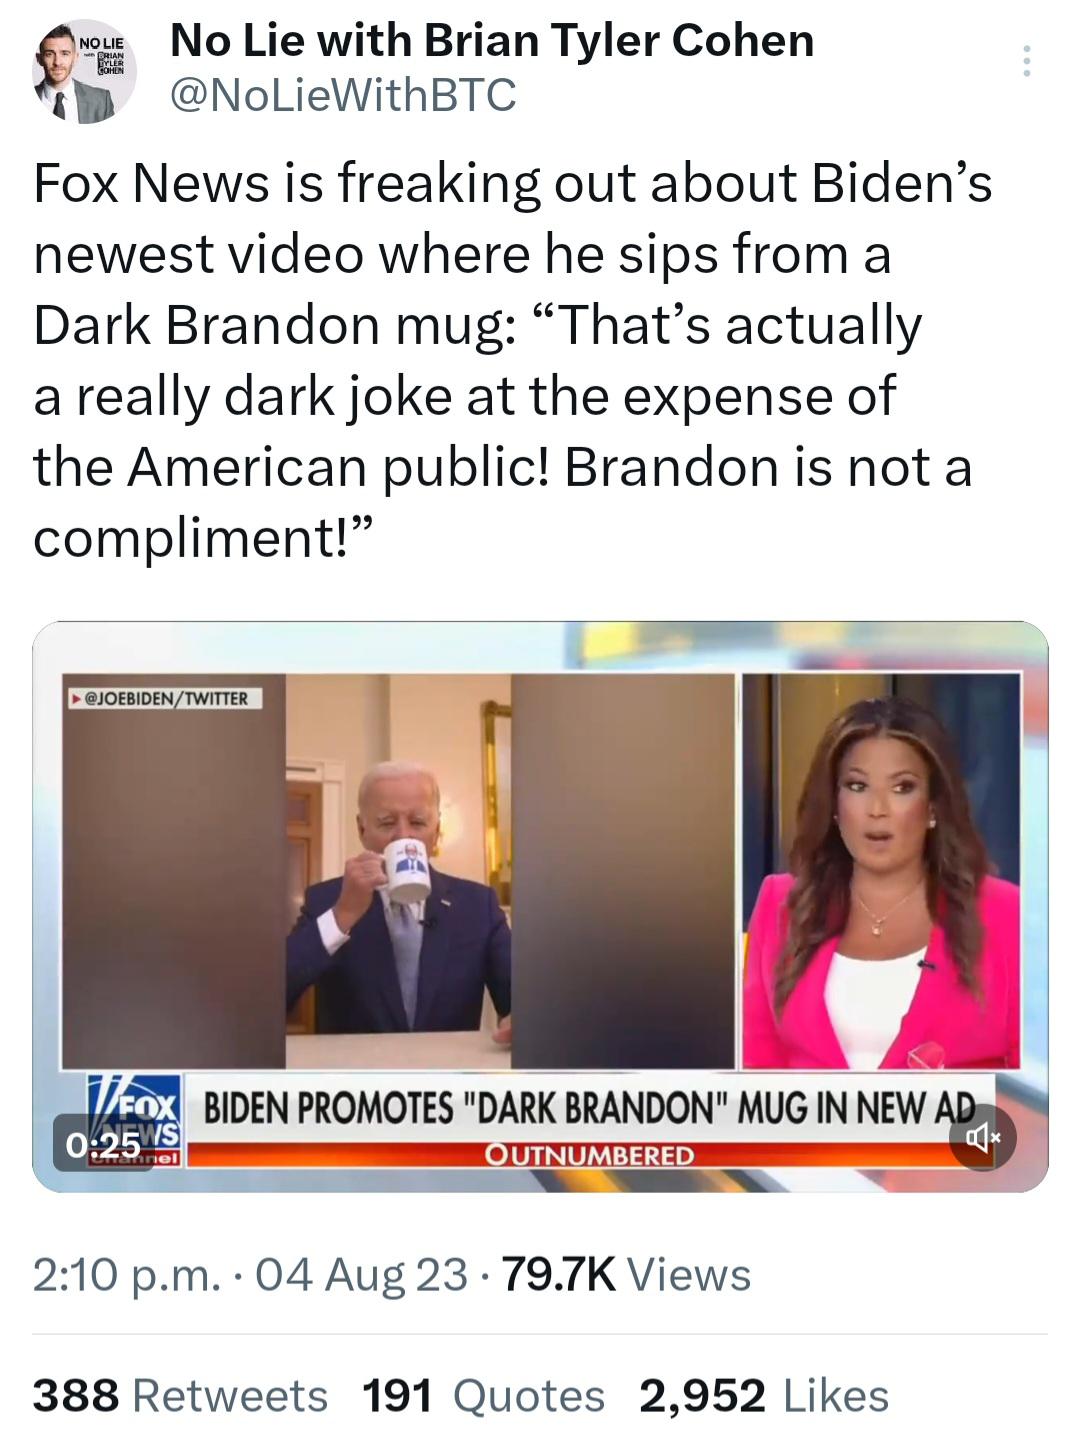 NO LIE
with BRIAN
TYLER
COHEN
No Lie with Brian Tyler Cohen
@NoLieWithBTC
Fox News is freaking out about Biden’s
newest video where he sips from a
Dark Brandon mug: “That’s actually
a really dark joke at the expense of
the American public! Brandon is not a
compliment!”
@JOEBIDEN/TWITTER
FOX
NEWS
channel
0:25
BIDEN PROMOTES "DARK BRANDON" MUG IN NEW AD
OUTNUMBERED
2:10 p.m. · 04 Aug 23 · 79.7K Views
388 Retweets 191 Quotes 2,952 Likes